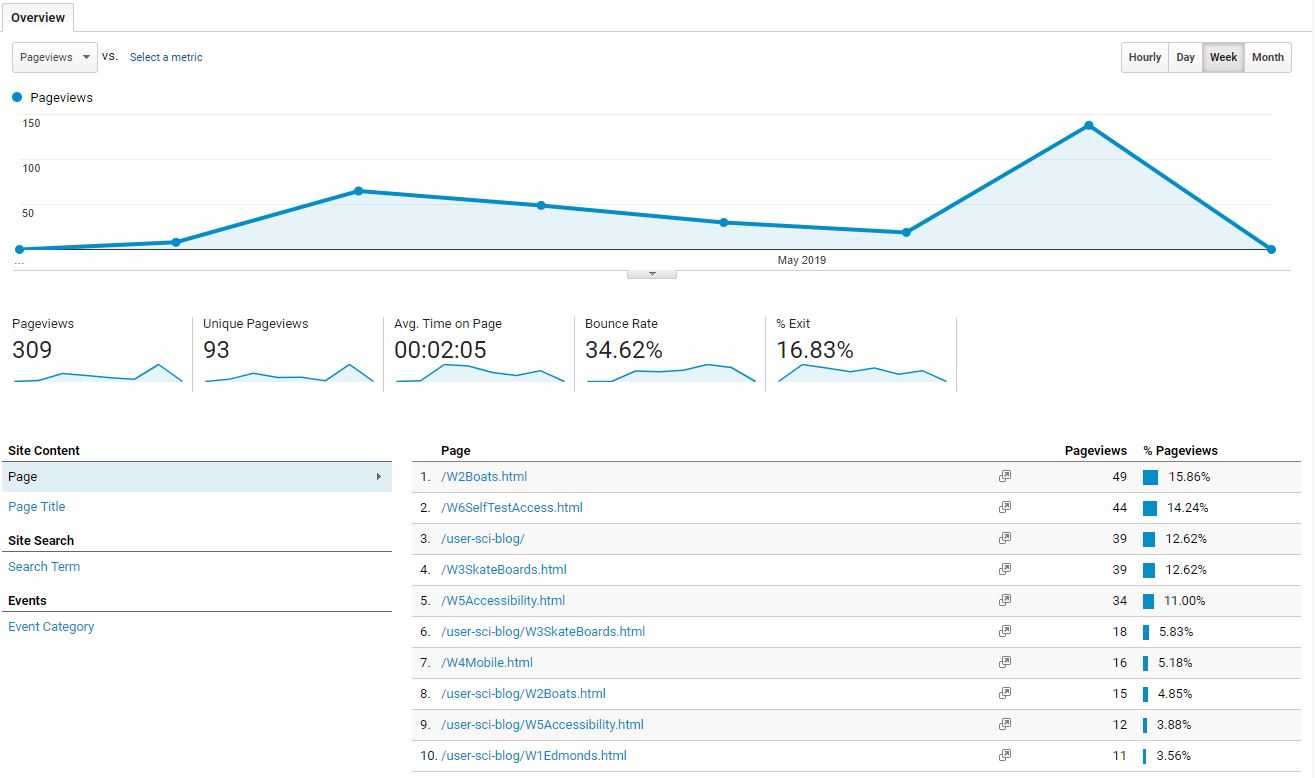 Overview
Pageviews vs. Select a metric Hourly Day Week Month
Pageviews
150
100
50
... May 2019
Pageviews Unique Pageviews Avg. Time on Page Bounce Rate % Exit
309 93 00:02:05 34.62% 16.83%
Site Content
Page
Page Title
Site Search
Search Term
Events
Event Category
Page Pageviews % Pageviews
1. /W2Boats.html 49 15.86%
2. /W6SelfTestAccess.html 44 14.24%
3. /user-sci-blog/ 39 12.62%
4. /W3SkateBoards.html 39 12.62%
5. /W5Accessibility.html 34 11.00%
6. /user-sci-blog/W3SkateBoards.html 18 5.83%
7. /W4Mobile.html 16 5.18%
8. /user-sci-blog/W2Boats.html 15 4.85%
9. /user-sci-blog/W5Accessibility.html 12 3.88%
10. /user-sci-blog/W1Edmonds.html 11 3.56%